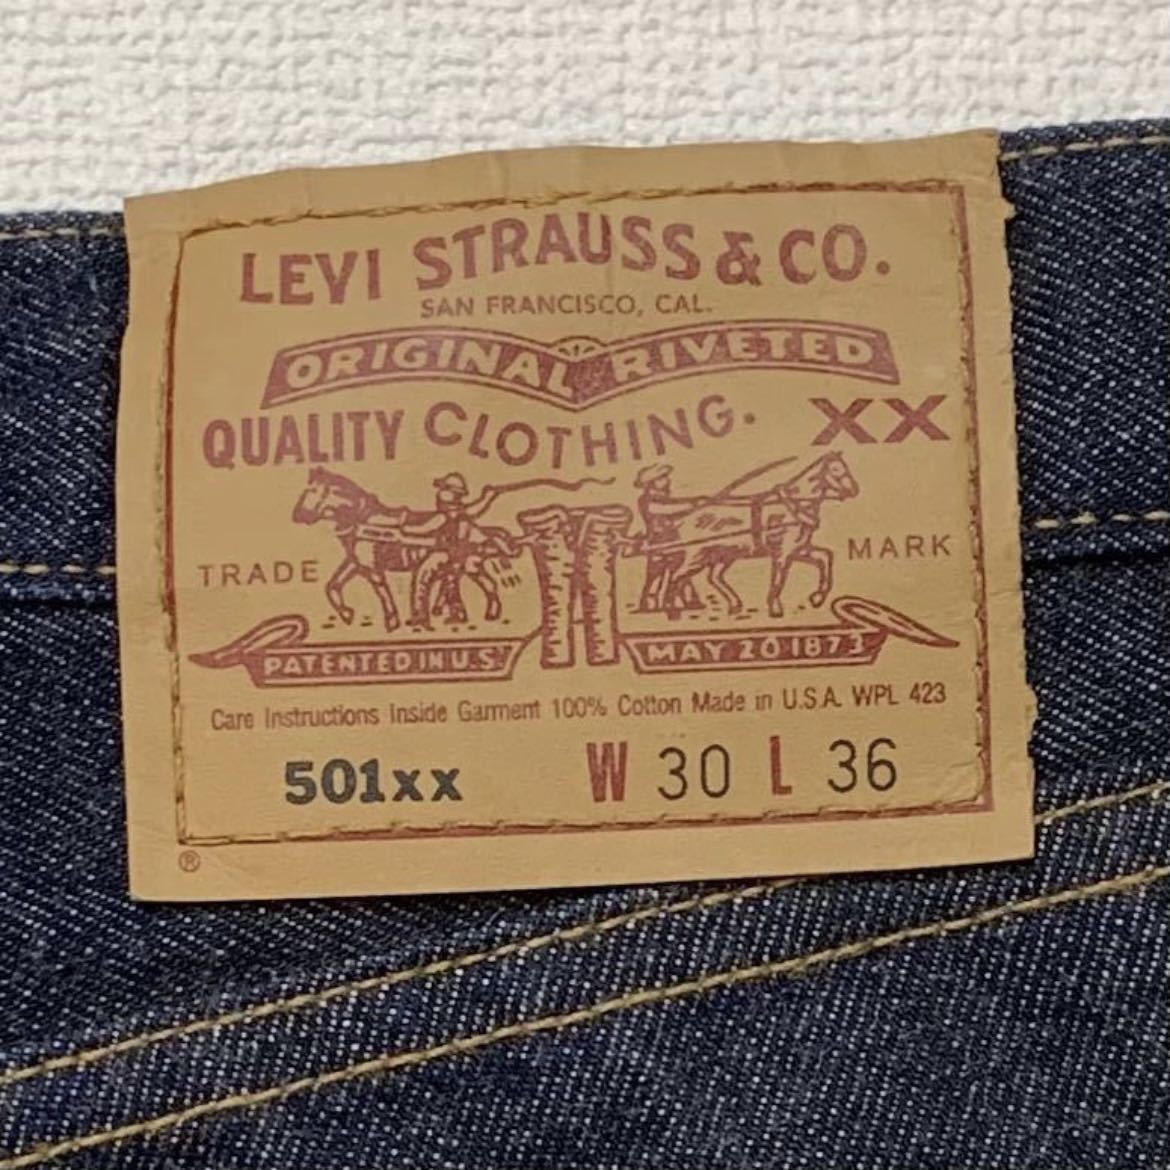 LEVI STRAUSS & CO.
SAN FRANCISCO, CAL.
ORIGINAL RIVETED
QUALITY CLOTHING. XX
TRADE MARK
PATENTED IN U.S. MAY 20 1873
Care Instructions Inside Garment 100% Cotton Made in U.S.A. WPL 423
501xx W 30 L 36
®